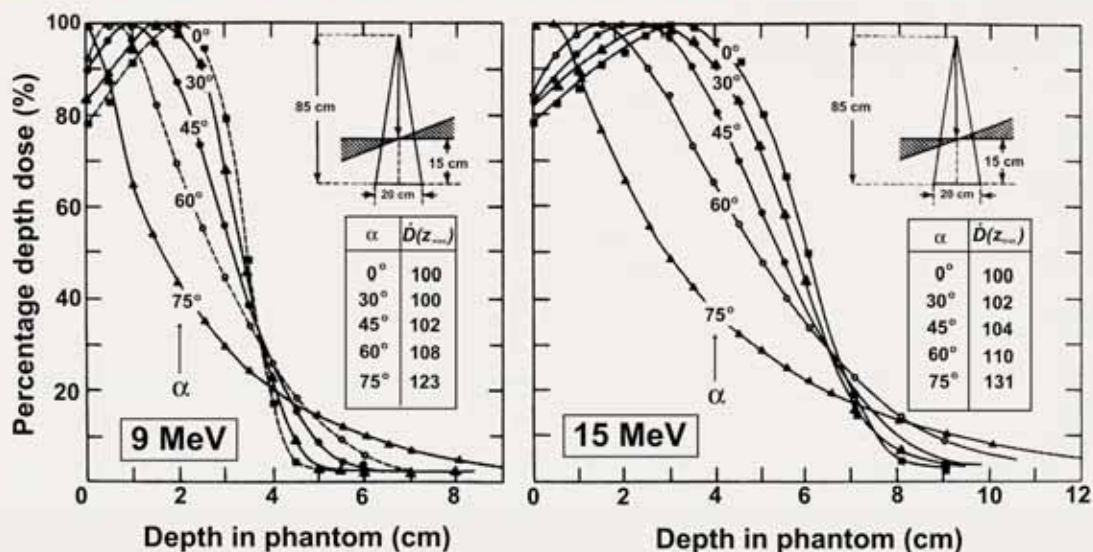 Percentage depth dose (%)
100
80
60
40
20
0
2
4
6
8
0°
30°
45°
60°
75°
α
9 MeV
85 cm
15 cm
20 cm
α Ḋ(z
0° 100
30° 100
45° 102
60° 108
75° 123
Depth in phantom (cm)
0
2
4
6
8
10
12
0°
30°
45°
60°
75°
α
15 MeV
85 cm
15 cm
20 cm
α Ḋ(z
0° 100
30° 102
45° 104
60° 110
75° 131
Depth in phantom (cm)